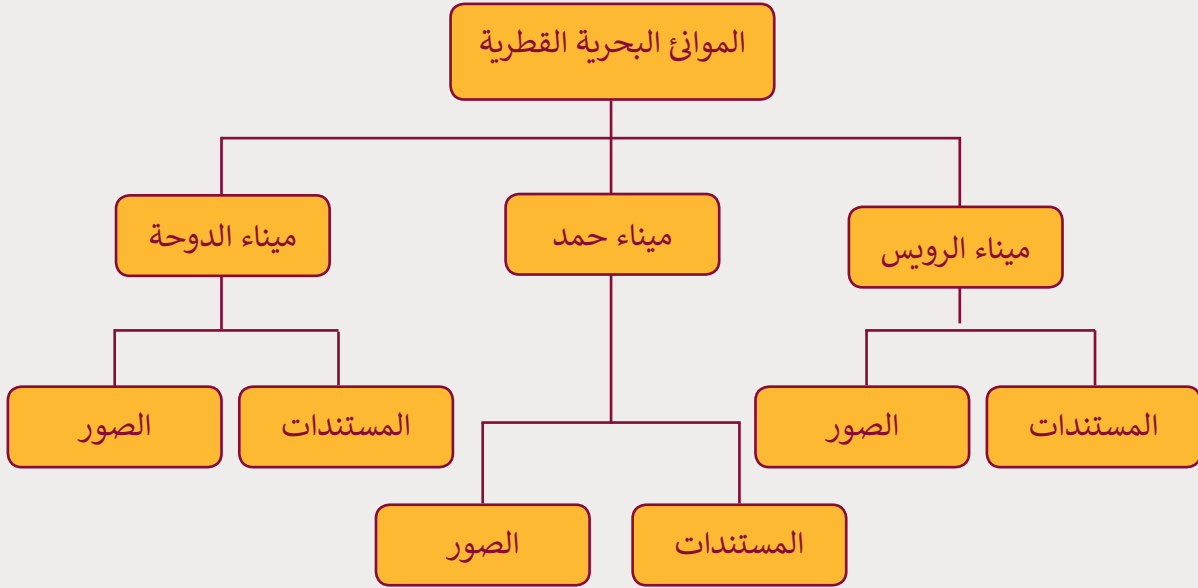 الموانئ البحرية القطرية
ميناء الرويس
ميناء حمد
ميناء الدوحة
المستندات
الصور
المستندات
الصور
المستندات
الصور